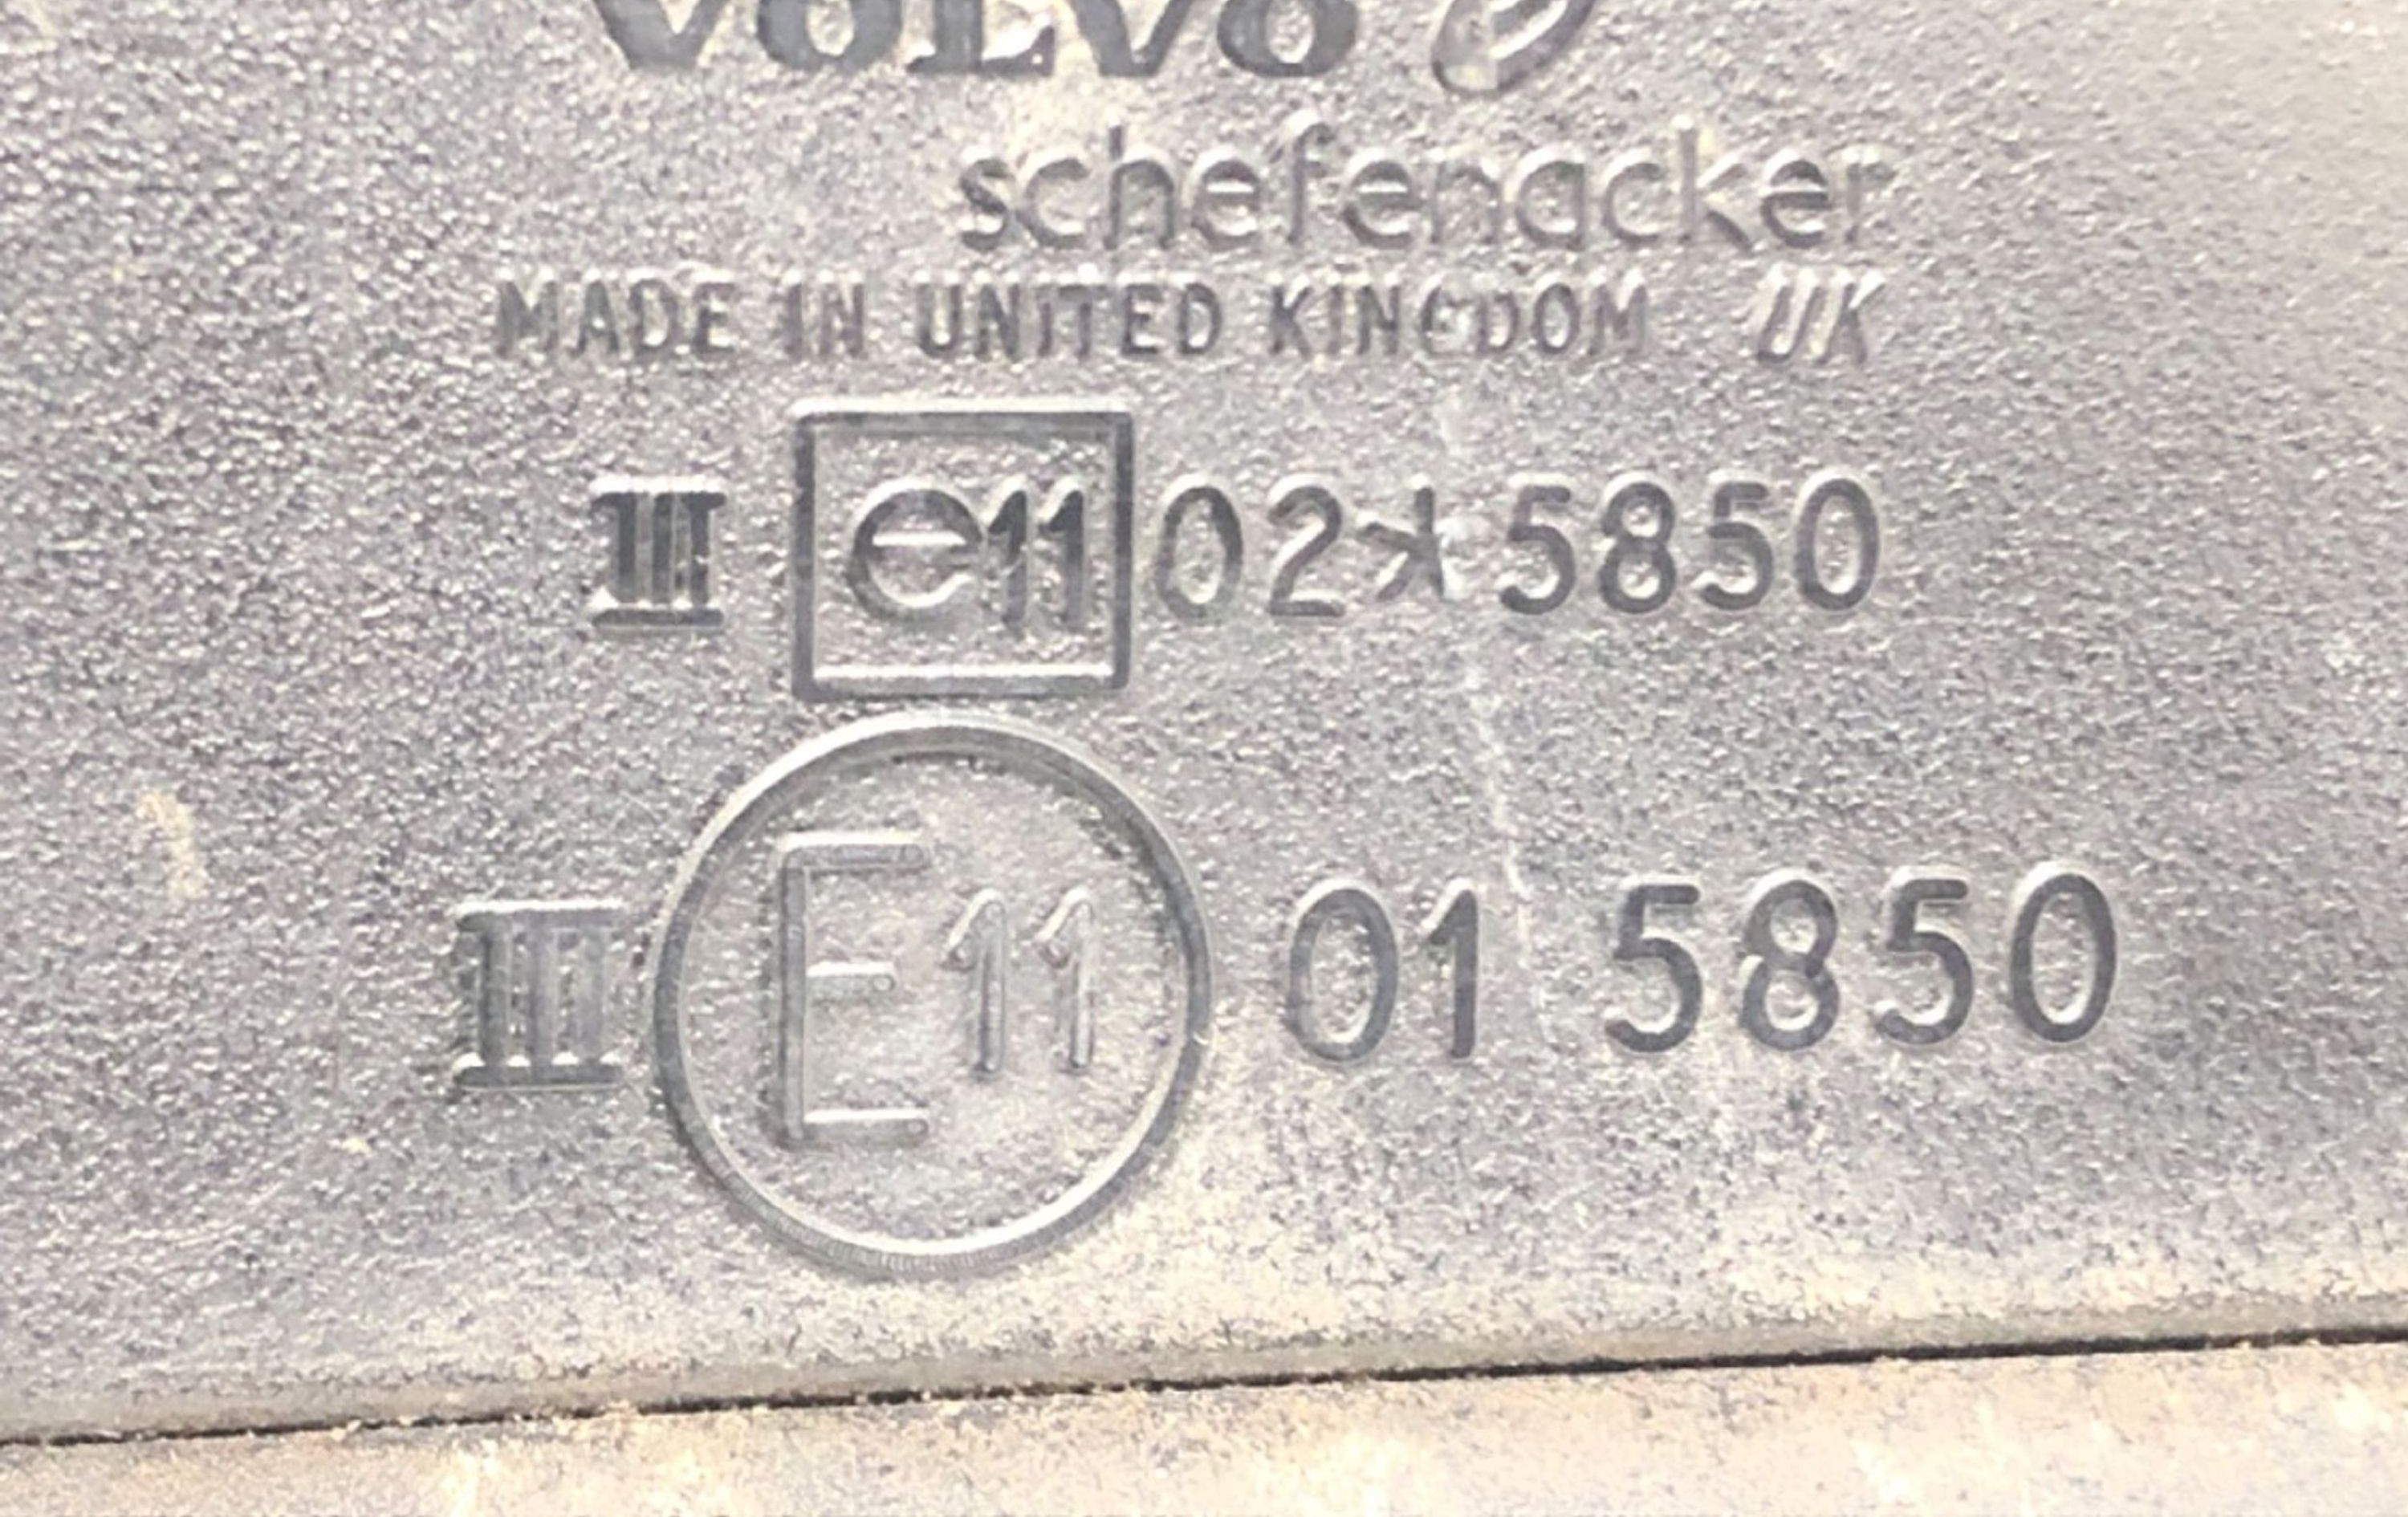 VOLVO
schefenacker
MADE IN UNITED KINGDOM UK
III e11 02*5850
III E11 01 5850